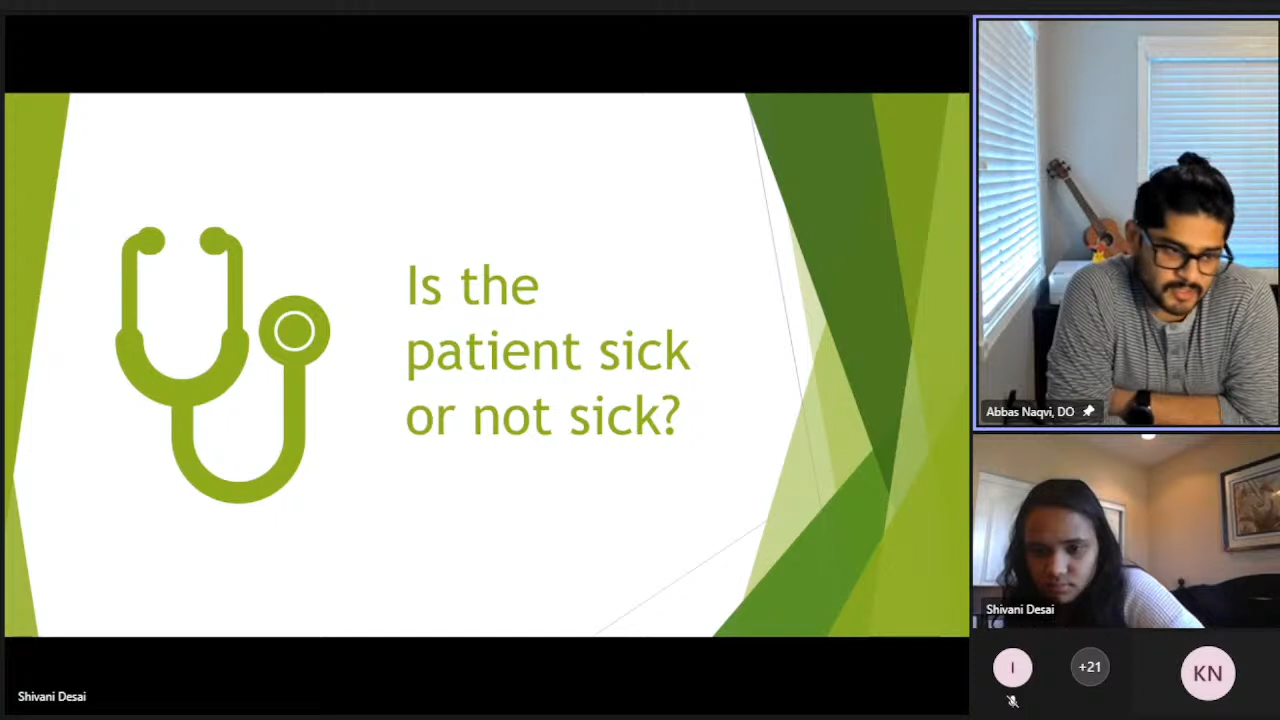 Is the
patient sick
or not sick?
Abbas Naqvi, DO
Shivani Desai
I
+21
KN
Shivani Desai